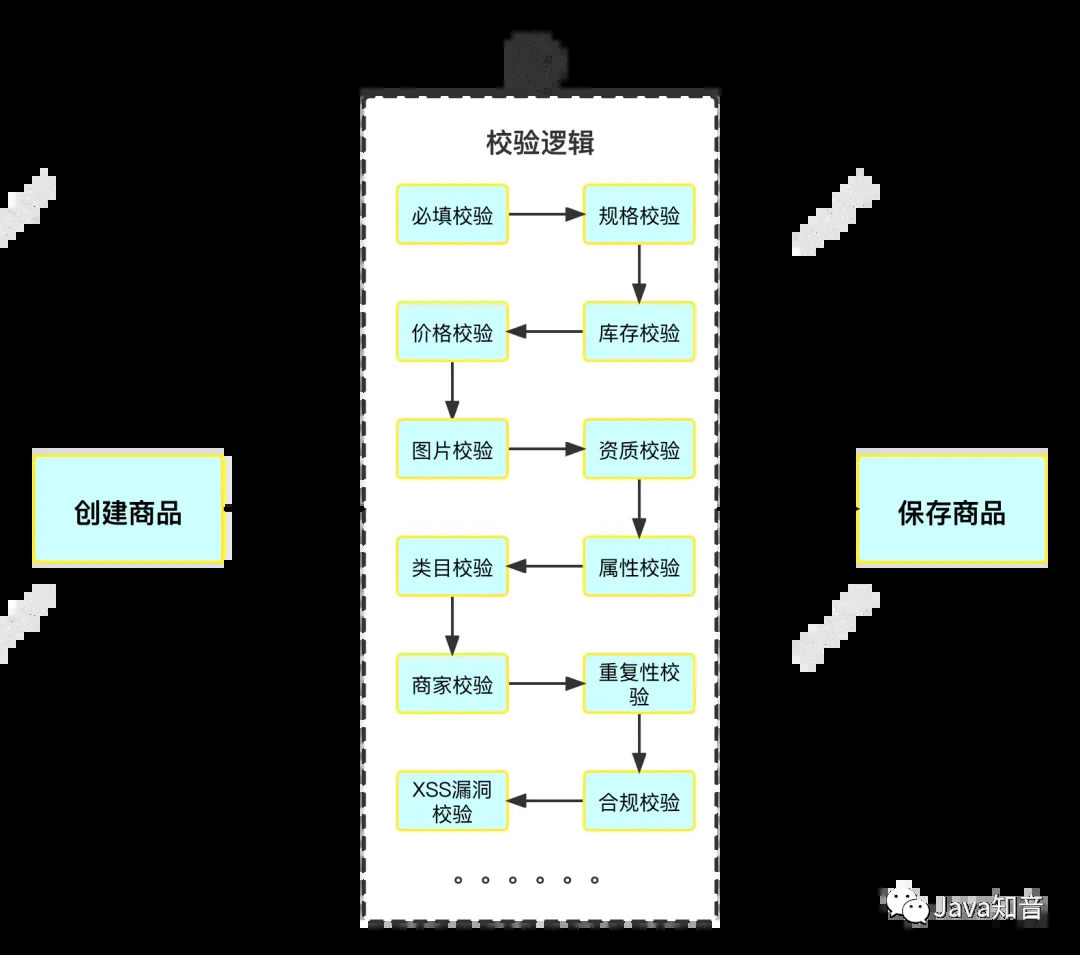 校验逻辑
必填校验
规格校验
价格校验
库存校验
图片校验
资质校验
创建商品
保存商品
类目校验
属性校验
商家校验
重复性校
验
XSS漏洞
校验
合规校验
Java知音